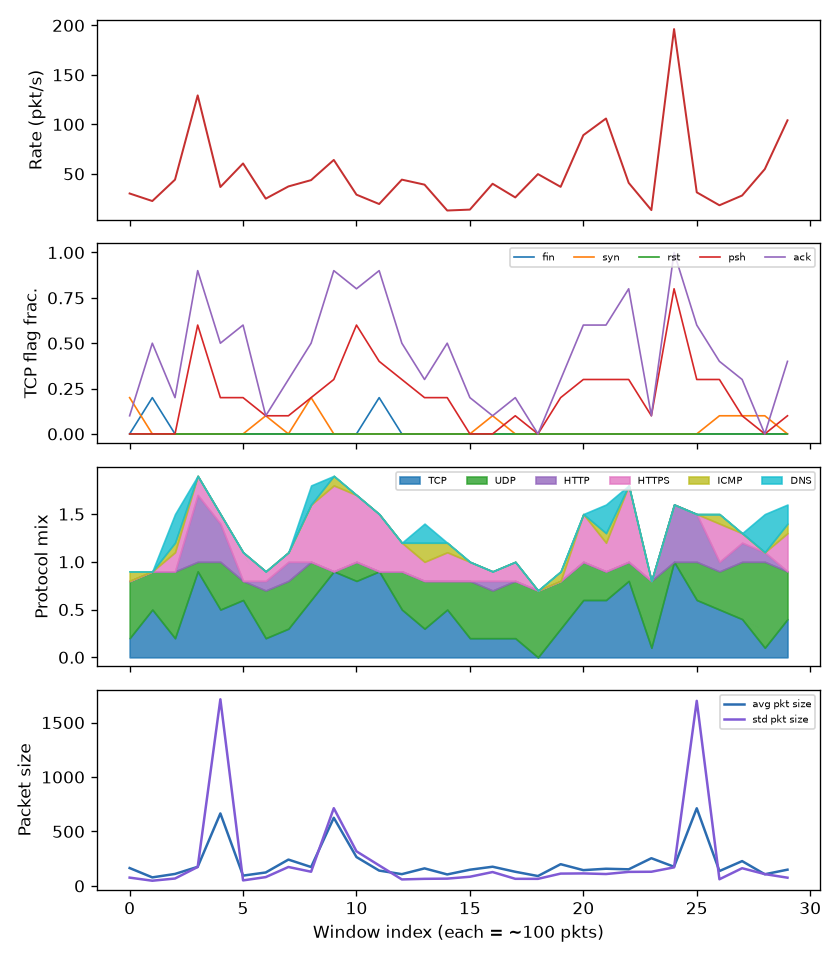 200
150
100
50
Rate (pkt/s)
1.00
0.75
0.50
0.25
0.00
TCP flag frac.
fin syn rst psh ack
1.5
1.0
0.5
0.0
Protocol mix
TCP UDP HTTP HTTPS ICMP DNS
1500
1000
500
0
Packet size
avg pkt size
std pkt size
0 5 10 15 20 25 30
Window index (each = ~100 pkts)